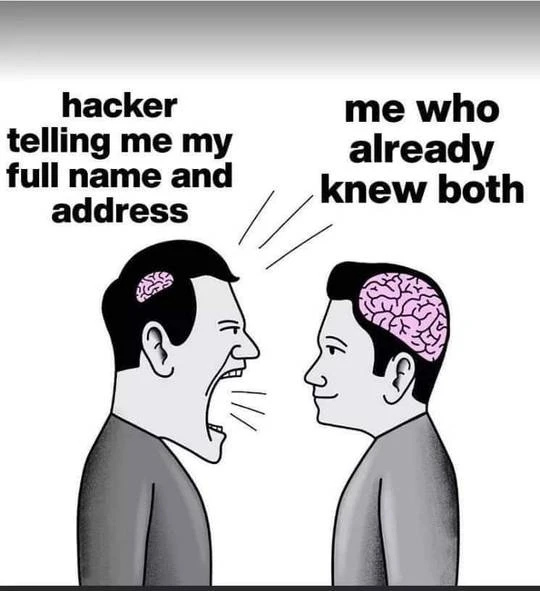 hacker
telling me my
full name and
address
me who
already
knew both